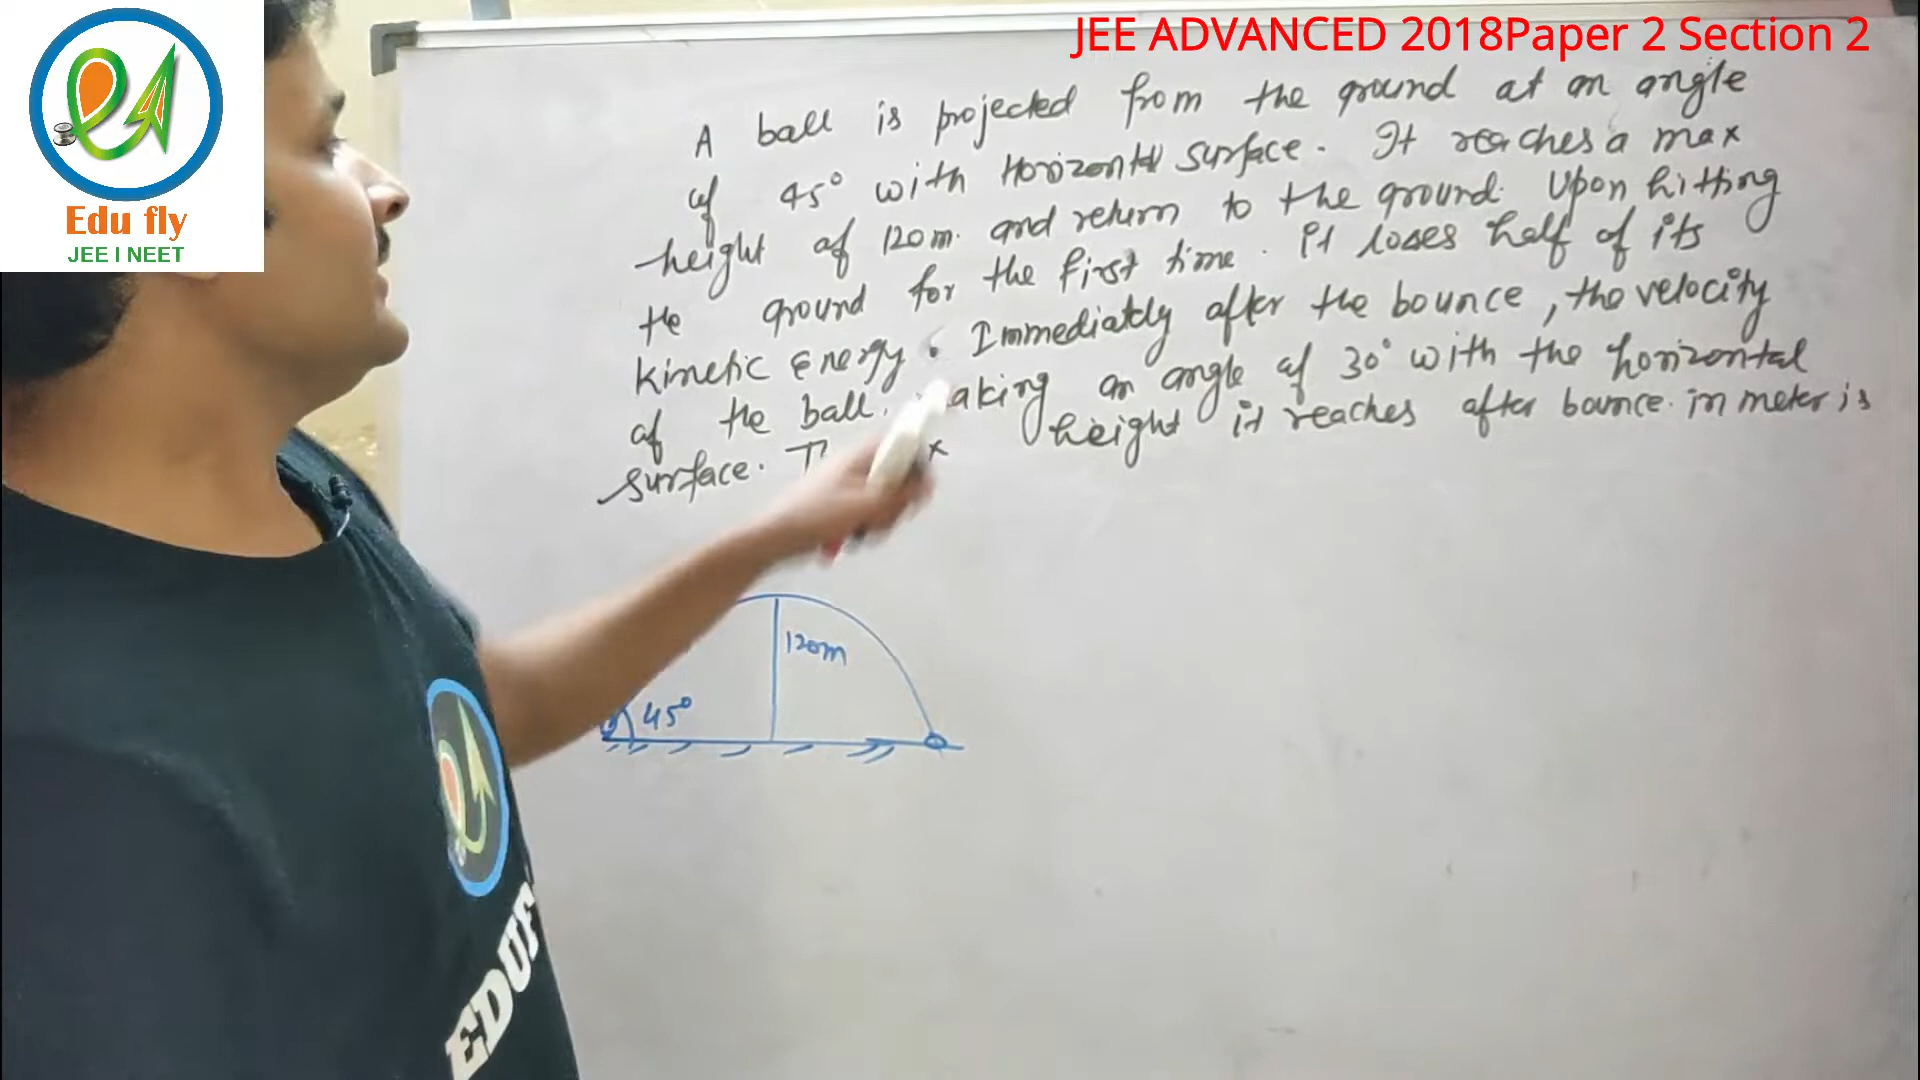 JEE ADVANCED 2018Paper 2 Section 2
Edu fly
JEE I NEET
A ball is projected from the ground at an angle
of 45° with Horizontal surface. It reaches a max
height of 120m. and return to the ground. Upon hitting
the ground for the first time. it loses half of its
kinetic Energy. Immediately after the bounce, the velocity
of the ball. making an angle of 30° with the horizontal
surface. height it reaches after bounce. in meter is
120m
45°
EDUF